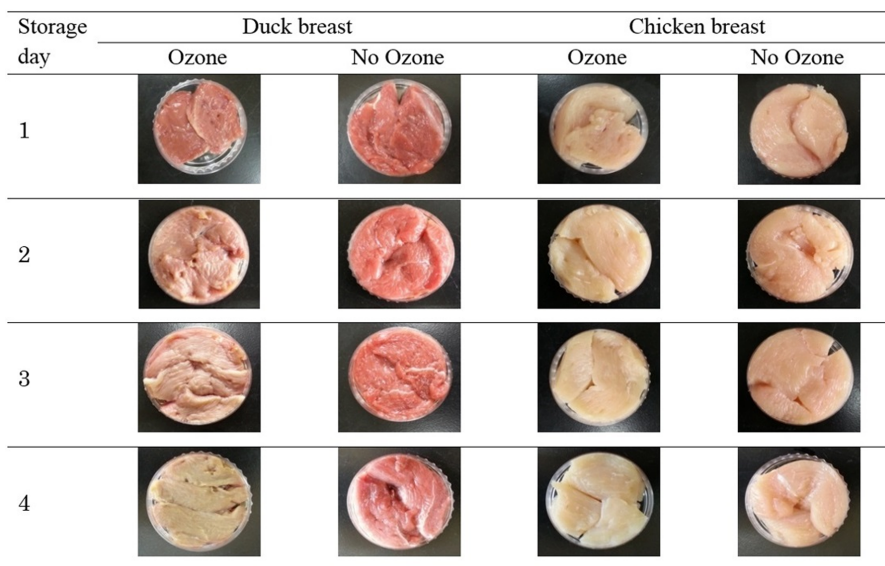 Storage day
Duck breast
Chicken breast
Ozone
No Ozone
Ozone
No Ozone
1
2
3
4